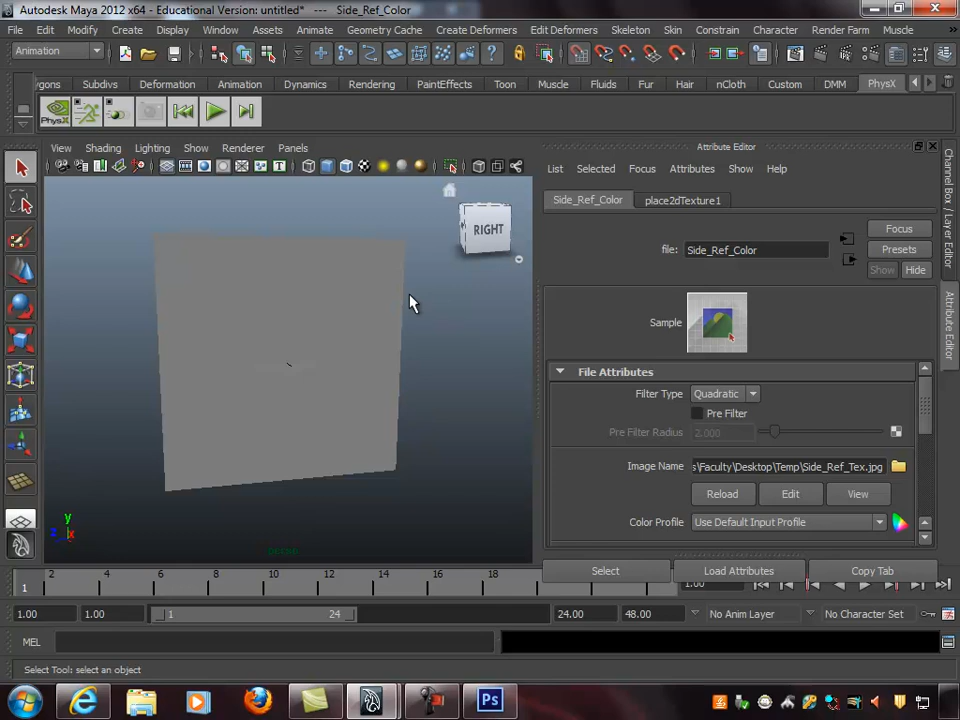 Autodesk Maya 2012 x64 - Educational Version: untitled* --- Side_Ref_Color
File Edit Modify Create Display Window Assets Animate Geometry Cache Create Deformers Edit Deformers Skeleton Skin Constrain Character Render Farm Muscle »
Animation
ygons Subdivs Deformation Animation Dynamics Rendering PaintEffects Toon Muscle Fluids Fur Hair nCloth Custom DMM PhysX
PhysX
View Shading Lighting Show Renderer Panels
RIGHT
y
x
Attribute Editor
List Selected Focus Attributes Show Help
Side_Ref_Color place2dTexture1
file: Side_Ref_Color
Focus
Presets
Show Hide
Sample
File Attributes
Filter Type Quadratic
Pre Filter
Pre Filter Radius 2.000
Image Name s\Faculty\Desktop\Temp\Side_Ref_Tex.jpg
Reload Edit View
Color Profile Use Default Input Profile
Select Load Attributes Copy Tab
Channel Box / Layer Editor
Attribute Editor
2 4 6 8 10 12 14 16 18
1
1.00
1.00 1.00 1 24 24.00 48.00 No Anim Layer No Character Set
MEL
Select Tool: select an object
Ps